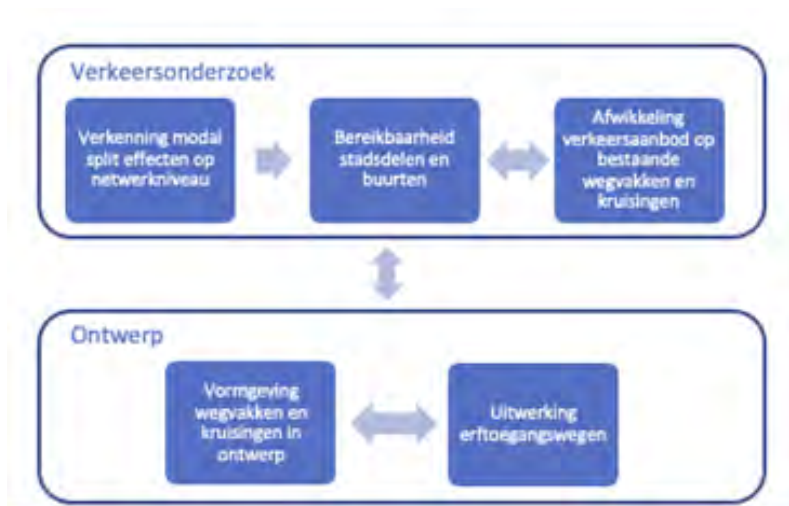 Verkeersonderzoek
Verkenning modal
split effecten op
netwerkniveau
Bereikbaarheid
stadsdelen en
buurten
Afwikkeling
verkeersaanbod op
bestaande
wegvakken en
kruisingen
Ontwerp
Vormgeving
wegvakken en
kruisingen in
ontwerp
Uitwerking
erftoegangswegen